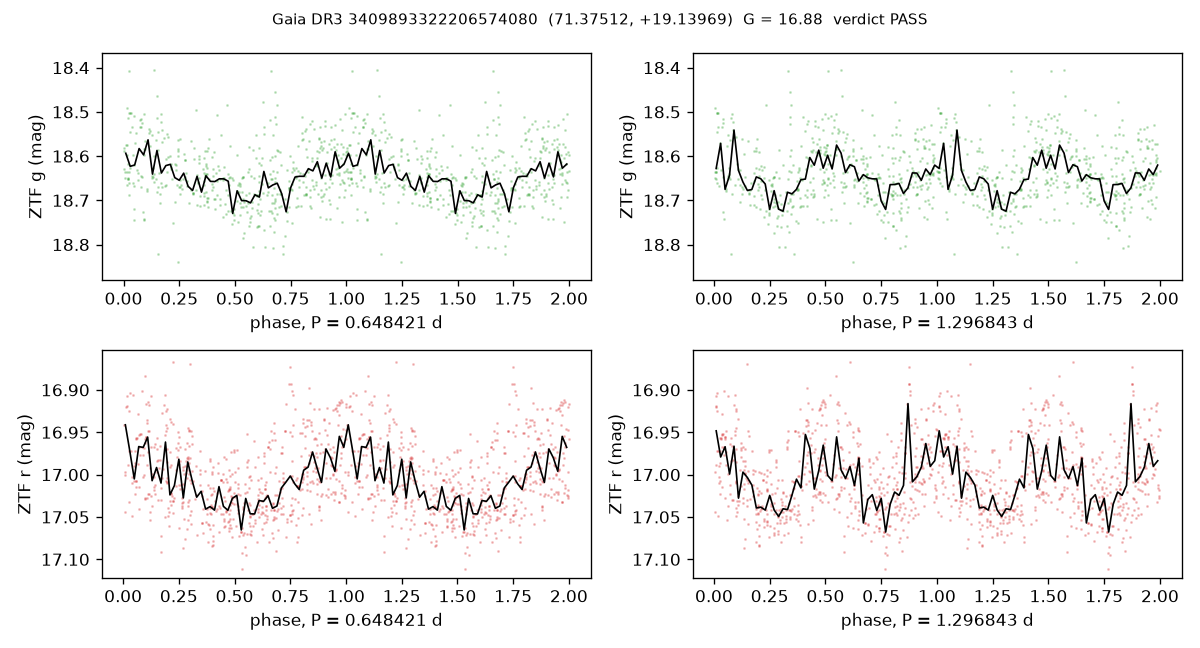 Gaia DR3 3409893322206574080 (71.37512, +19.13969) G = 16.88 verdict PASS
ZTF g (mag)
18.4
18.5
18.6
18.7
18.8
0.00 0.25 0.50 0.75 1.00 1.25 1.50 1.75 2.00
phase, P = 0.648421 d
ZTF g (mag)
18.4
18.5
18.6
18.7
18.8
0.00 0.25 0.50 0.75 1.00 1.25 1.50 1.75 2.00
phase, P = 1.296843 d
ZTF r (mag)
16.90
16.95
17.00
17.05
17.10
0.00 0.25 0.50 0.75 1.00 1.25 1.50 1.75 2.00
phase, P = 0.648421 d
ZTF r (mag)
16.90
16.95
17.00
17.05
17.10
0.00 0.25 0.50 0.75 1.00 1.25 1.50 1.75 2.00
phase, P = 1.296843 d